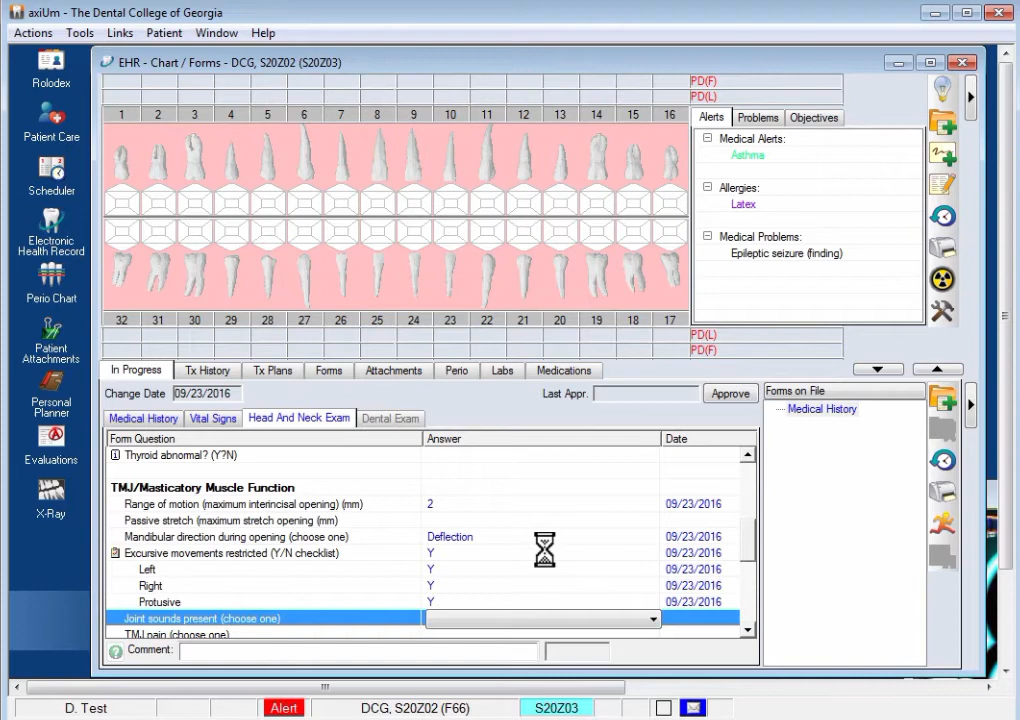 axiUm - The Dental College of Georgia
Actions Tools Links Patient Window Help
Rolodex
Patient Care
Scheduler
Electronic
Health Record
Perio Chart
Patient
Attachments
Personal
Planner
Evaluations
X-Ray
EHR - Chart / Forms - DCG, S20Z02 (S20Z03)
PD(F)
PD(L)
1 2 3 4 5 6 7 8 9 10 11 12 13 14 15 16
32 31 30 29 28 27 26 25 24 23 22 21 20 19 18 17
PD(L)
PD(F)
Alerts Problems Objectives
Medical Alerts:
Asthma
Allergies:
Latex
Medical Problems:
Epileptic seizure (finding)
In Progress Tx History Tx Plans Forms Attachments Perio Labs Medications
Change Date 09/23/2016 Last Appr. Approve
Medical History Vital Signs Head And Neck Exam Dental Exam
Form Question Answer Date
Thyroid abnormal? (Y?N)
TMJ/Masticatory Muscle Function
Range of motion (maximum interincisal opening) (mm) 2 09/23/2016
Passive stretch (maximum stretch opening (mm)
Mandibular direction during opening (choose one) Deflection 09/23/2016
Excursive movements restricted (Y/N checklist) Y 09/23/2016
Left Y 09/23/2016
Right Y 09/23/2016
Protrusive Y 09/23/2016
Joint sounds present (choose one)
TMJ pain (choose one)
Comment:
Forms on File
Medical History
D. Test Alert DCG, S20Z02 (F66) S20Z03